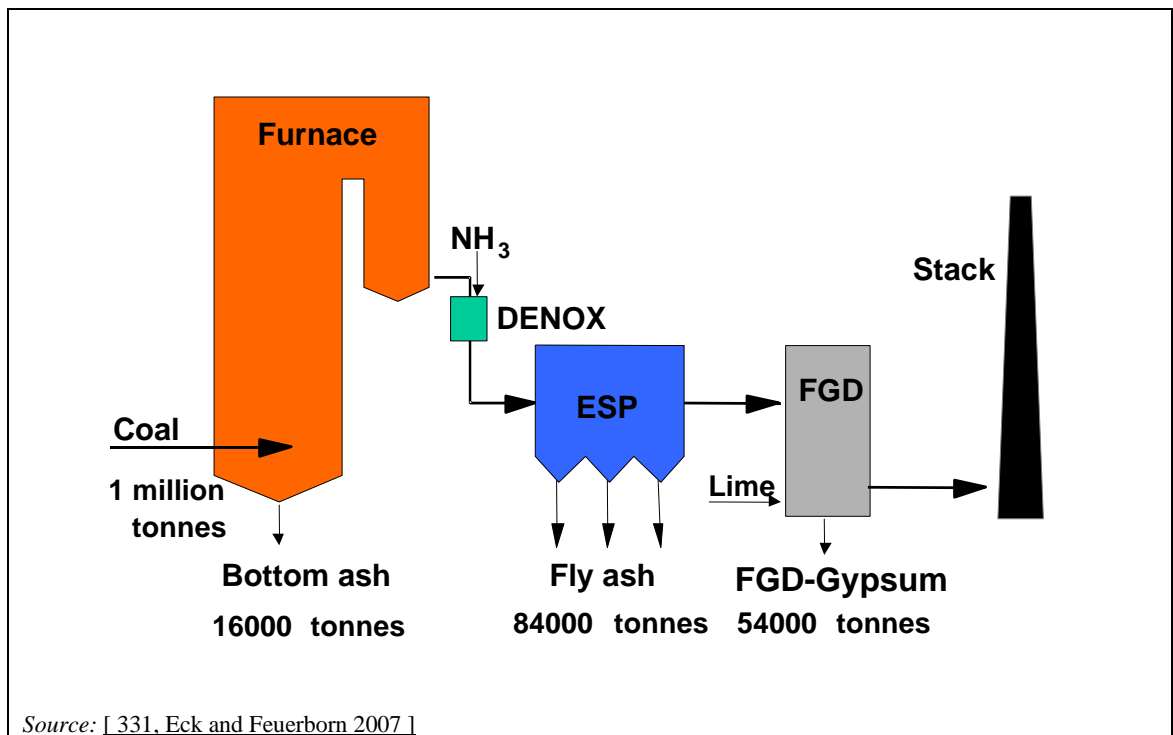 Furnace
NH3
Stack
DENOX
FGD
ESP
Coal
Lime
1 million
tonnes
Bottom ash
Fly ash
FGD-Gypsum
16000 tonnes
84000 tonnes
54000 tonnes
Source: [ 331, Eck and Feuerborn 2007 ]